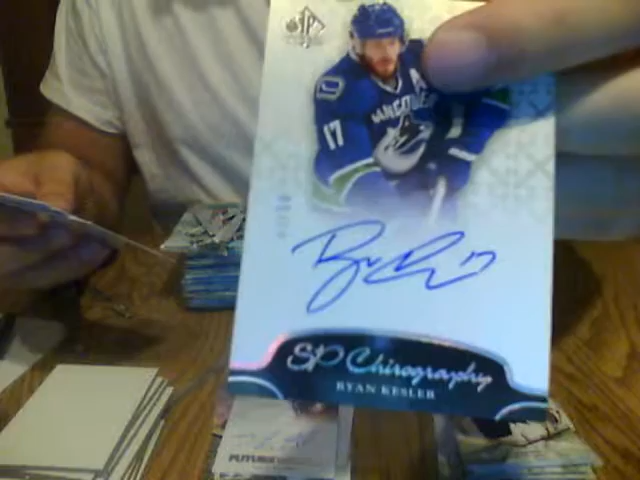 SP
A
VANCOUVER
17
SP Chirography
RYAN KESLER
FUTURE